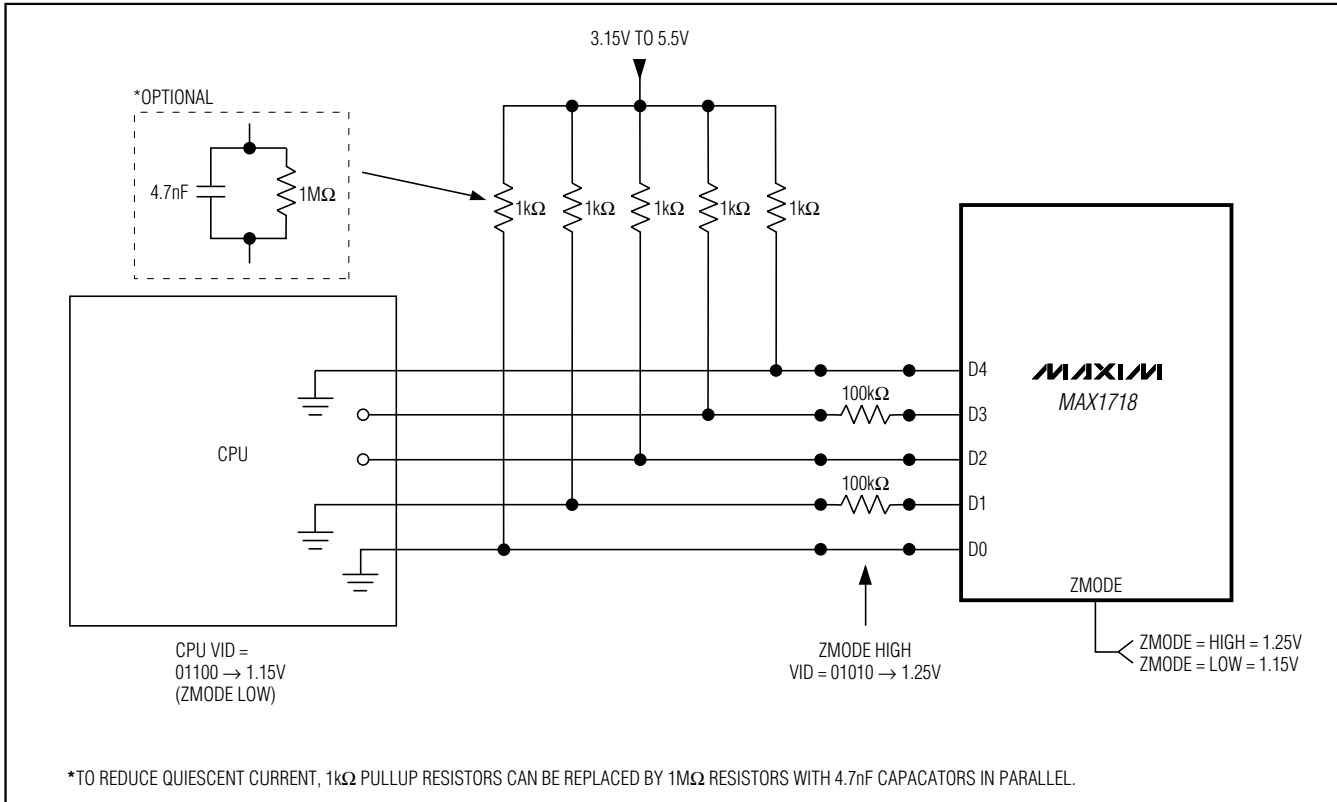 3.15V TO 5.5V
*OPTIONAL
4.7nF
1MΩ
1kΩ
1kΩ
1kΩ
1kΩ
1kΩ
D4
MAXIM
MAX1718
100kΩ
D3
CPU
D2
100kΩ
D1
D0
ZMODE
CPU VID =
01100 → 1.15V
(ZMODE LOW)
ZMODE HIGH
VID = 01010 → 1.25V
ZMODE = HIGH = 1.25V
ZMODE = LOW = 1.15V
*TO REDUCE QUIESCENT CURRENT, 1kΩ PULLUP RESISTORS CAN BE REPLACED BY 1MΩ RESISTORS WITH 4.7nF CAPACATORS IN PARALLEL.